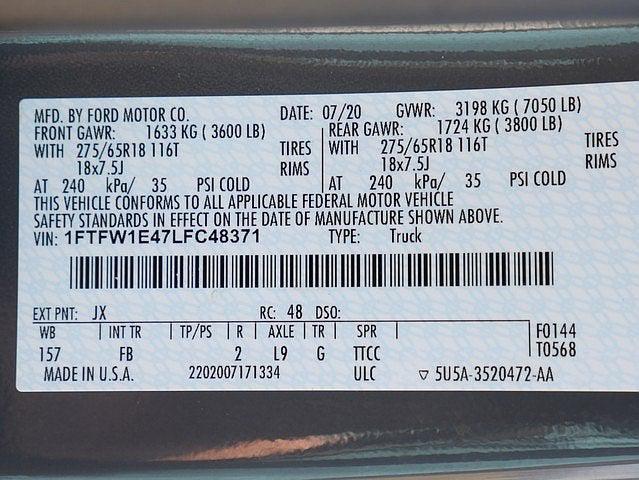 MFD. BY FORD MOTOR CO. DATE: 07/20 GVWR: 3198 KG ( 7050 LB)
FRONT GAWR: 1633 KG ( 3600 LB) REAR GAWR: 1724 KG ( 3800 LB)
WITH 275/65R18 116T TIRES WITH 275/65R18 116T TIRES
18x7.5J RIMS 18x7.5J RIMS
AT 240 kPa/ 35 PSI COLD AT 240 kPa/ 35 PSI COLD
THIS VEHICLE CONFORMS TO ALL APPLICABLE FEDERAL MOTOR VEHICLE
SAFETY STANDARDS IN EFFECT ON THE DATE OF MANUFACTURE SHOWN ABOVE.
VIN: 1FTFW1E47LFC48371 TYPE: Truck
EXT PNT: JX RC: 48 DSO:
WB INT TR TP/PS R AXLE TR SPR F0144
157 FB 2 L9 G TTCC T0568
MADE IN U.S.A. 2202007171334 ULC ▽ 5U5A-3520472-AA